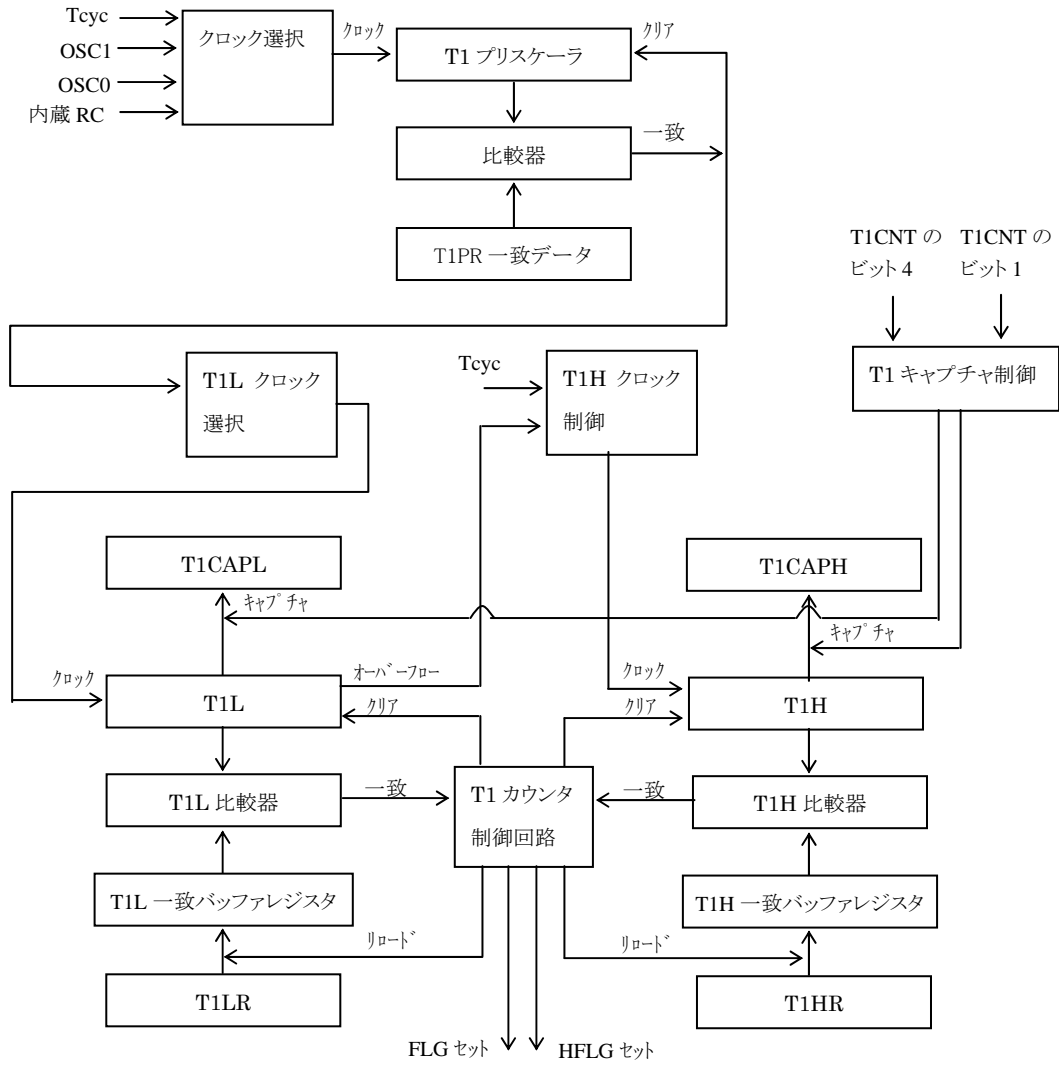 Tcyc
OSC1
OSC0
内蔵 RC
クロック選択
クロック
T1 プリスケーラ
クリア
比較器
一致
T1PR 一致データ
T1CNT の
ビット 4
T1CNT の
ビット 1
T1L クロック
選択
Tcyc
T1H クロック
制御
T1 キャプチャ制御
T1CAPL
T1CAPH
キャプチャ
キャプチャ
クロック
T1L
オーバーフロー
クリア
クロック
クリア
T1H
T1L 比較器
一致
T1 カウンタ
制御回路
一致
T1H 比較器
T1L 一致バッファレジスタ
T1H 一致バッファレジスタ
リロード
リロード
T1LR
T1HR
FLG セット
HFLG セット